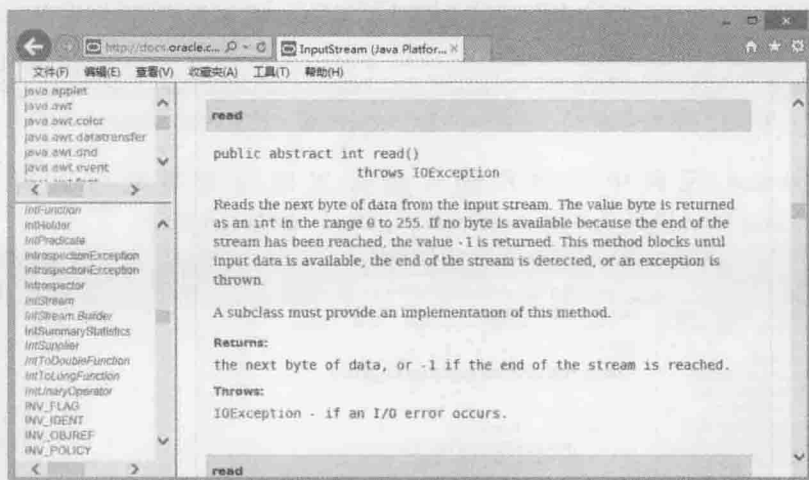 http://docs.oracle.c...
InputStream (Java Platfor...
文件(F) 编辑(E) 查看(V) 收藏夹(A) 工具(T) 帮助(H)
java.applet
java.awt
java.awt.color
java.awt.datatransfer
java.awt.dnd
java.awt.event
IntFunction
IntHolder
IntPredicate
IntrospectionException
IntrospectionException
Introspector
IntStream
IntStream.Builder
IntSummaryStatistics
IntSupplier
IntToDoubleFunction
IntToLongFunction
IntUnaryOperator
INV_FLAG
INV_IDENT
INV_OBJREF
INV_POLICY
read
public abstract int read()
throws IOException
Reads the next byte of data from the input stream. The value byte is returned
as an int in the range 0 to 255. If no byte is available because the end of the
stream has been reached, the value -1 is returned. This method blocks until
input data is available, the end of the stream is detected, or an exception is
thrown.
A subclass must provide an implementation of this method.
Returns:
the next byte of data, or -1 if the end of the stream is reached.
Throws:
IOException - if an I/O error occurs.
read